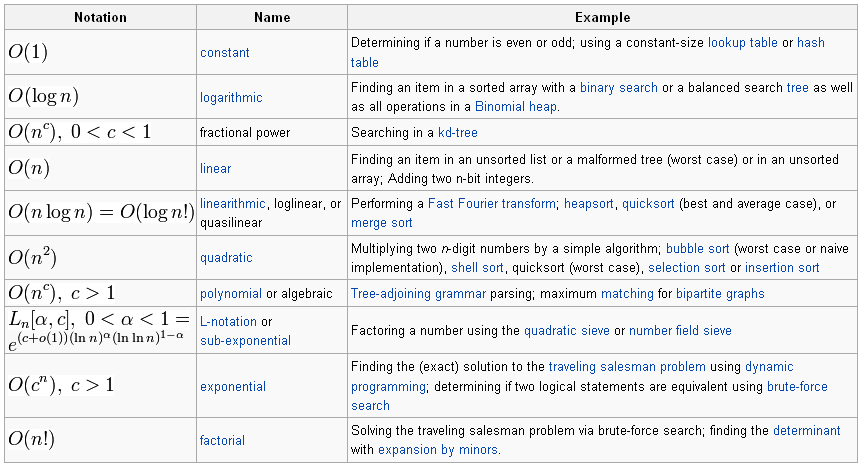 Notation Name Example
O(1) constant Determining if a number is even or odd; using a constant-size lookup table or hash
table
O(log n) logarithmic Finding an item in a sorted array with a binary search or a balanced search tree as well
as all operations in a Binomial heap.
O(n^c), 0 < c < 1 fractional power Searching in a kd-tree
O(n) linear Finding an item in an unsorted list or a malformed tree (worst case) or in an unsorted
array; Adding two n-bit integers.
O(n log n) = O(log n!) linearithmic, loglinear, or Performing a Fast Fourier transform; heapsort, quicksort (best and average case), or
quasilinear merge sort
O(n^2) quadratic Multiplying two n-digit numbers by a simple algorithm; bubble sort (worst case or naive
implementation), shell sort, quicksort (worst case), selection sort or insertion sort
O(n^c), c > 1 polynomial or algebraic Tree-adjoining grammar parsing; maximum matching for bipartite graphs
L_n[α, c], 0 < α < 1 = L-notation or Factoring a number using the quadratic sieve or number field sieve
e^{(c+o(1))(ln n)^α(ln ln n)^{1−α}} sub-exponential
O(c^n), c > 1 exponential Finding the (exact) solution to the traveling salesman problem using dynamic
programming; determining if two logical statements are equivalent using brute-force
search
O(n!) factorial Solving the traveling salesman problem via brute-force search; finding the determinant
with expansion by minors.